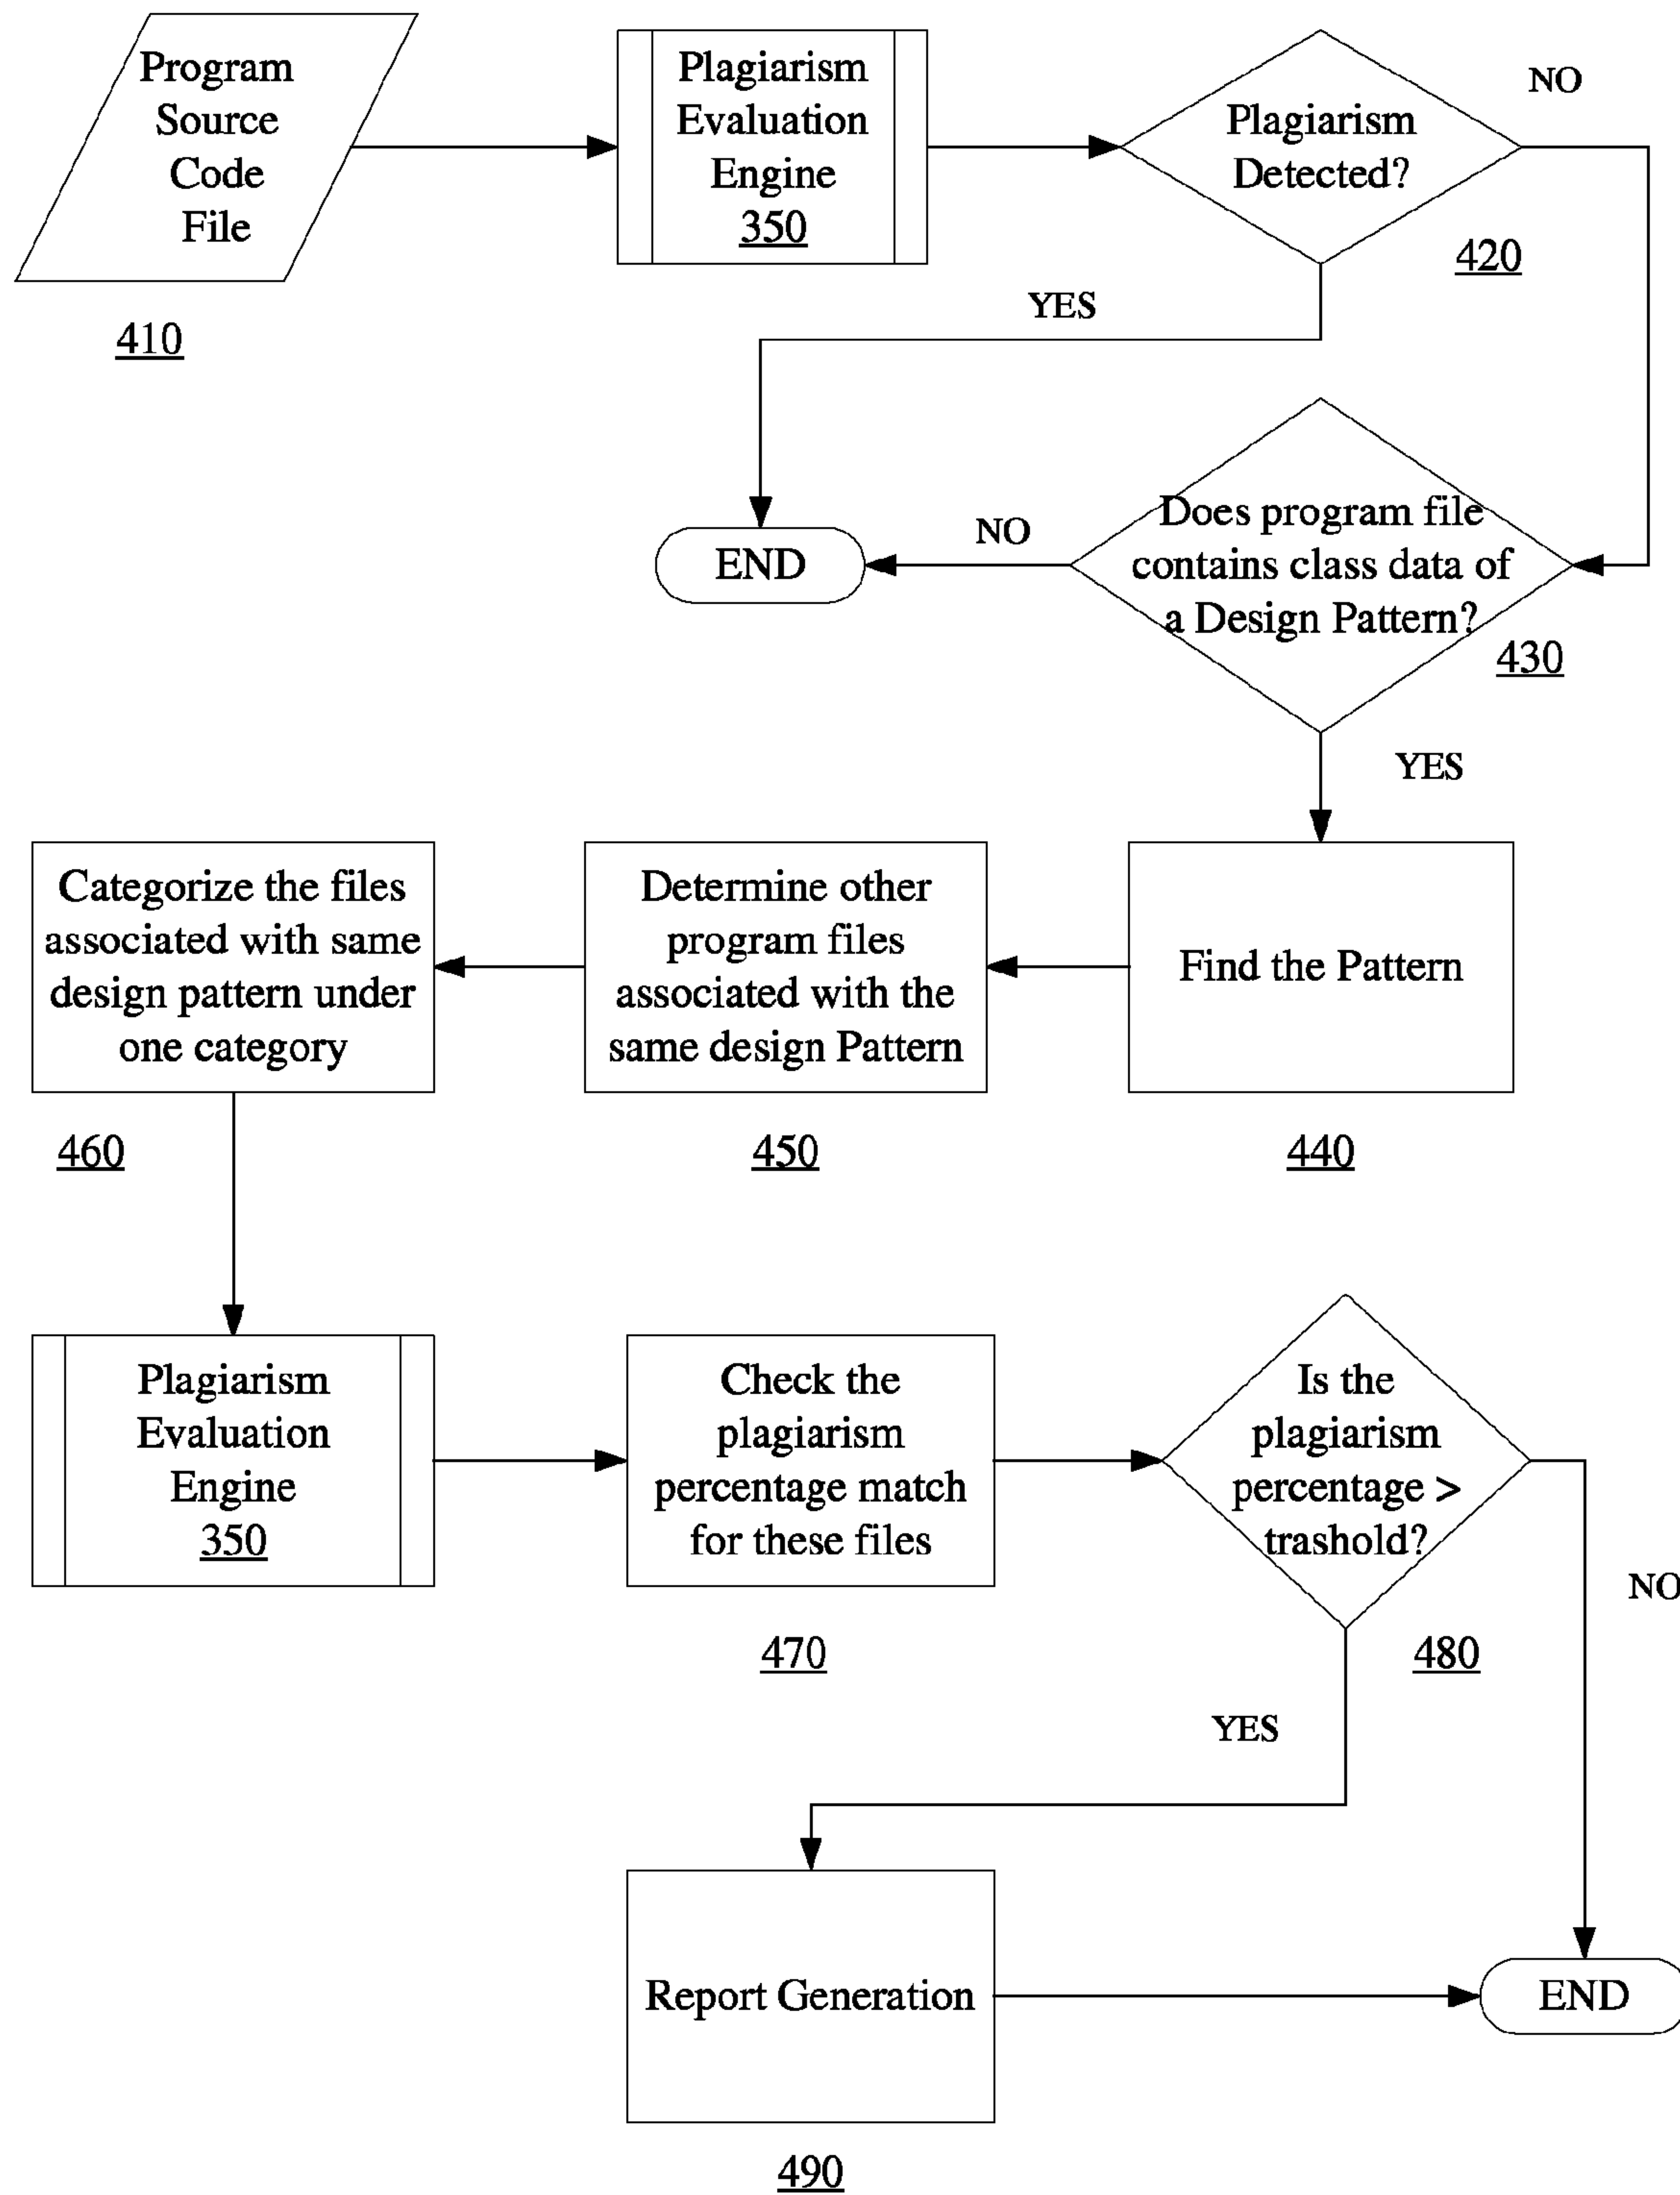 Program
Source
Code
File
410
Plagiarism
Evaluation
Engine
350
Plagiarism
Detected?
NO
420
YES
END
NO
Does program file
contains class data of
a Design Pattern?
430
YES
Categorize the files
associated with same
design pattern under
one category
460
Determine other
program files
associated with the
same design Pattern
450
Find the Pattern
440
Plagiarism
Evaluation
Engine
350
Check the
plagiarism
percentage match
for these files
470
Is the
plagiarism
percentage >
trashold?
NO
480
YES
Report Generation
490
END